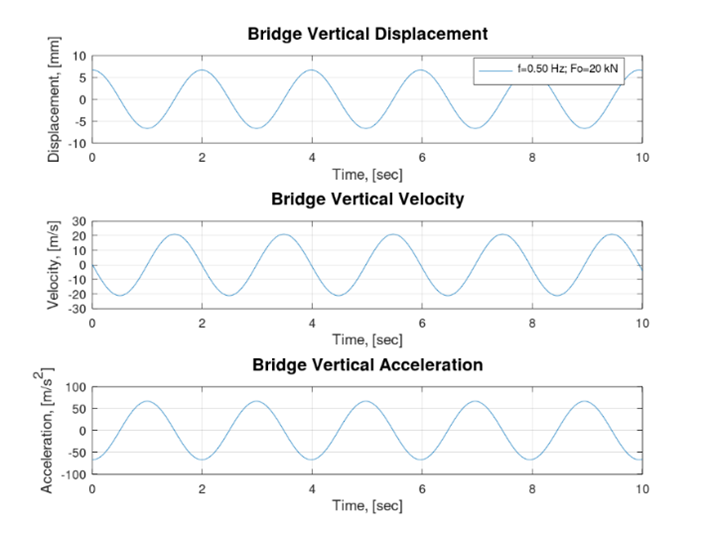 Bridge Vertical Displacement
Displacement, [mm]
10
5
0
-5
-10
f=0.50 Hz; Fo=20 kN
0 2 4 6 8 10
Time, [sec]
Bridge Vertical Velocity
Velocity, [m/s]
30
20
10
0
-10
-20
-30
0 2 4 6 8 10
Time, [sec]
Bridge Vertical Acceleration
Acceleration, [m/s²]
100
50
0
-50
-100
0 2 4 6 8 10
Time, [sec]